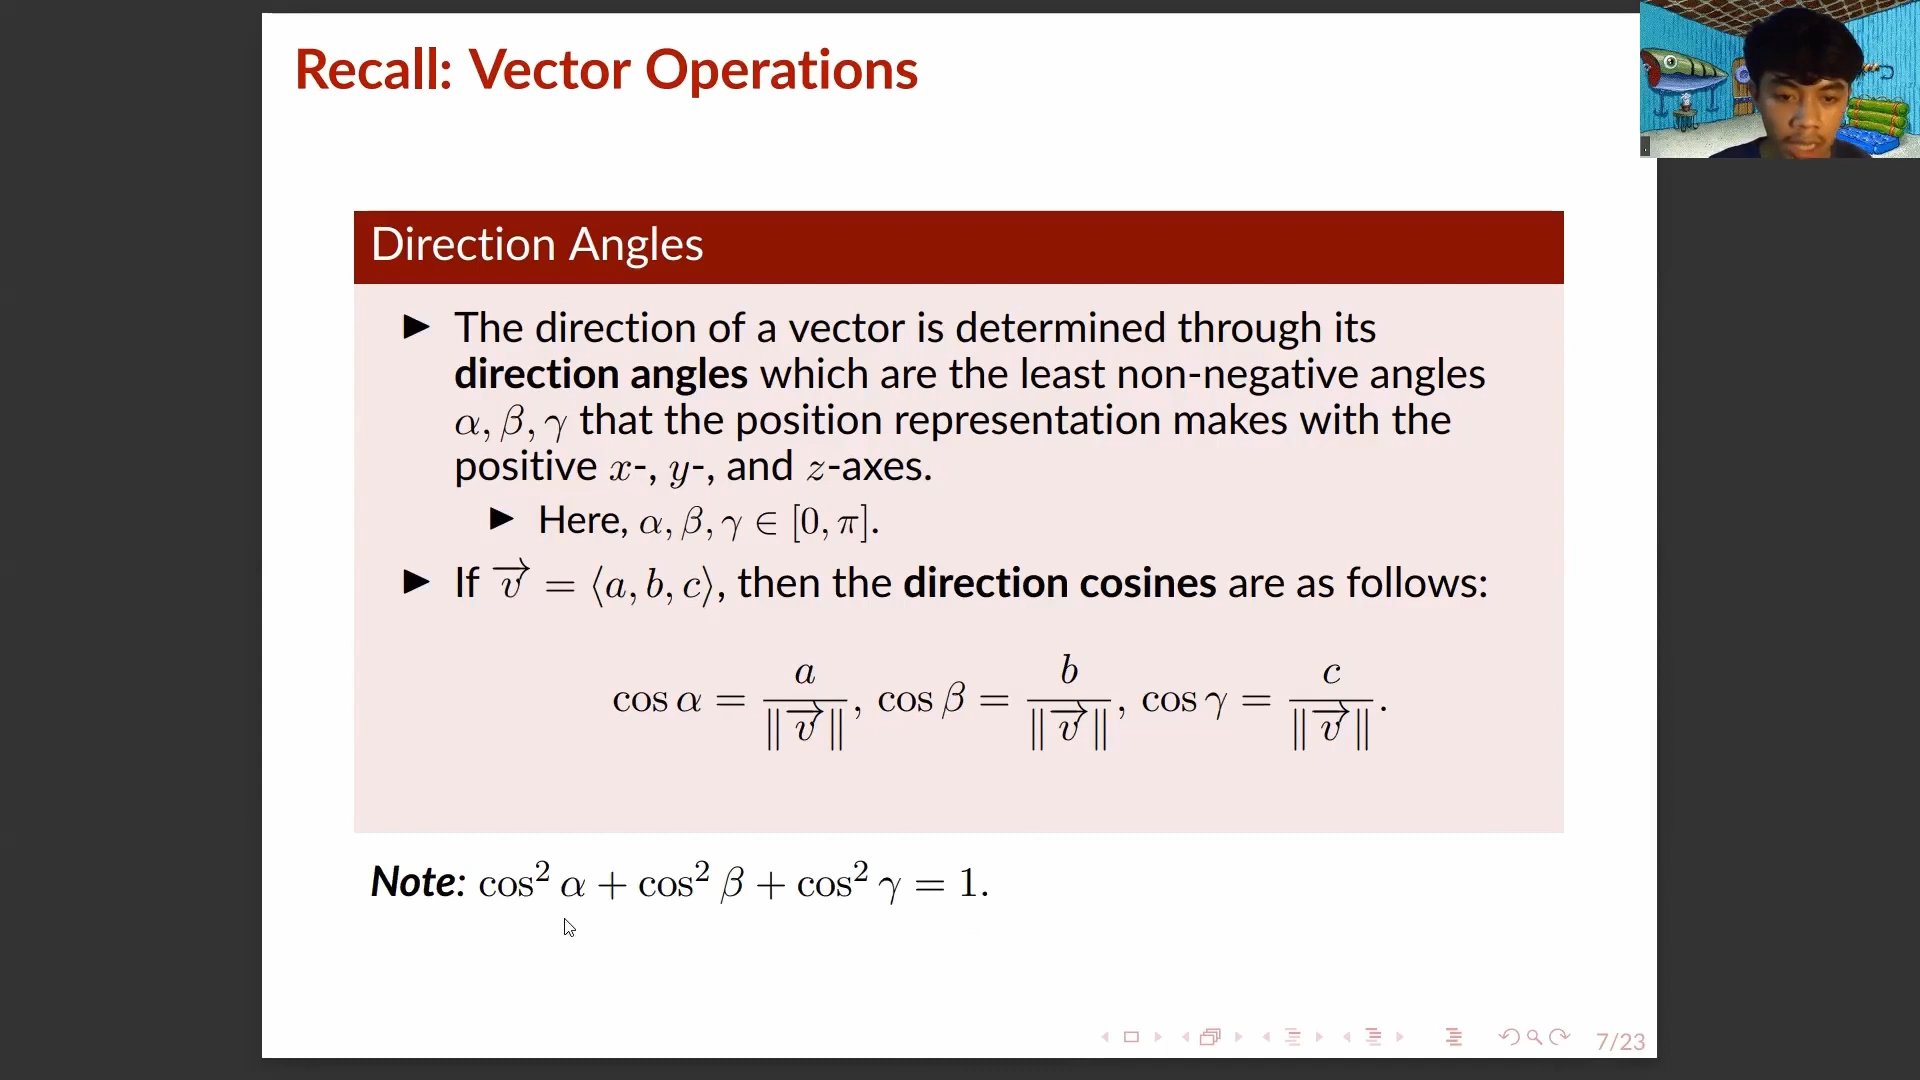 Recall: Vector Operations
Direction Angles
▶ The direction of a vector is determined through its
direction angles which are the least non-negative angles
α, β, γ that the position representation makes with the
positive x-, y-, and z-axes.
▶ Here, α, β, γ ∈ [0, π].
▶ If v⃗ = ⟨a, b, c⟩, then the direction cosines are as follows:
cos α = a/‖v⃗‖, cos β = b/‖v⃗‖, cos γ = c/‖v⃗‖.
Note: cos² α + cos² β + cos² γ = 1.
7/23